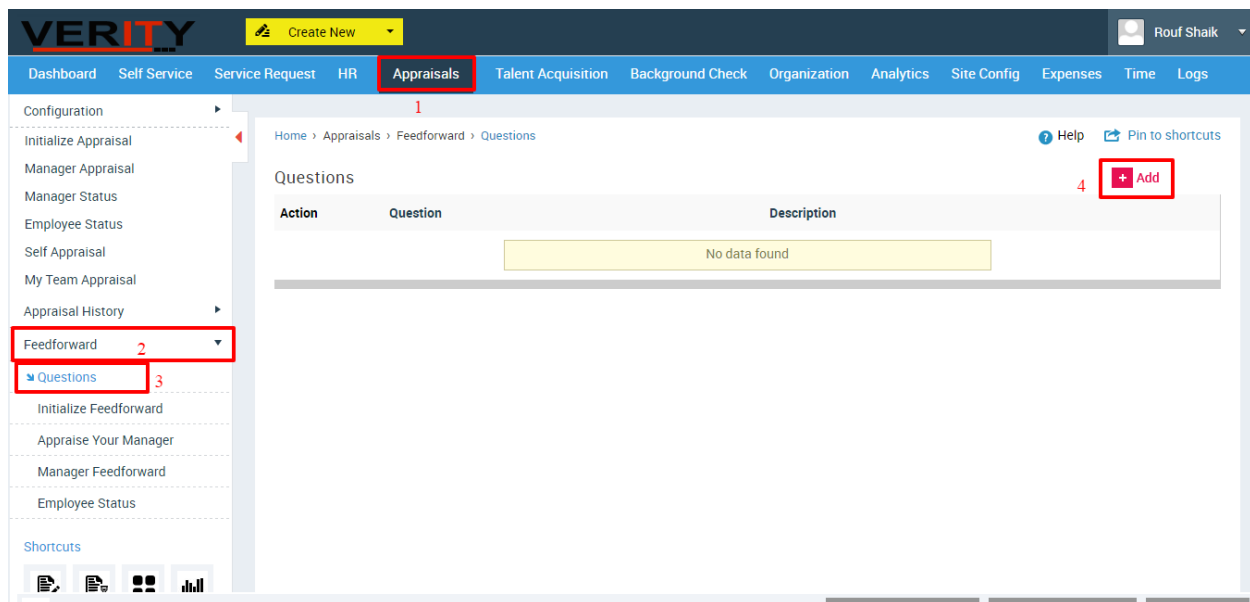 VERITY
Create New
Rouf Shaik
Dashboard Self Service Service Request HR Appraisals Talent Acquisition Background Check Organization Analytics Site Config Expenses Time Logs
1
Configuration
Initialize Appraisal
Manager Appraisal
Manager Status
Employee Status
Self Appraisal
My Team Appraisal
Appraisal History
Feedforward 2
Questions 3
Initialize Feedforward
Appraise Your Manager
Manager Feedforward
Employee Status
Shortcuts
Home › Appraisals › Feedforward › Questions
? Help Pin to shortcuts
Questions
4 + Add
Action Question Description
No data found